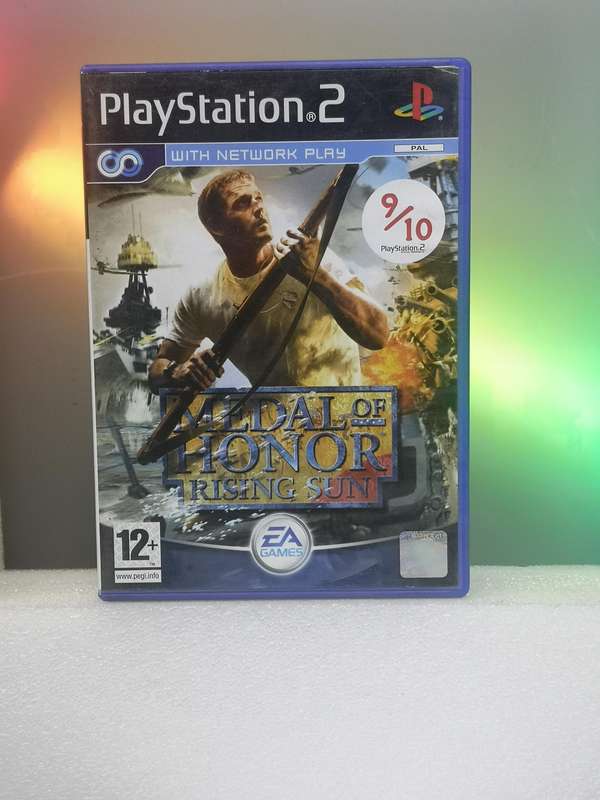 PlayStation®2
WITH NETWORK PLAY
PAL
9/10
PlayStation.2
MEDAL OF
HONOR
RISING SUN
12+
www.pegi.info
EA
GAMES